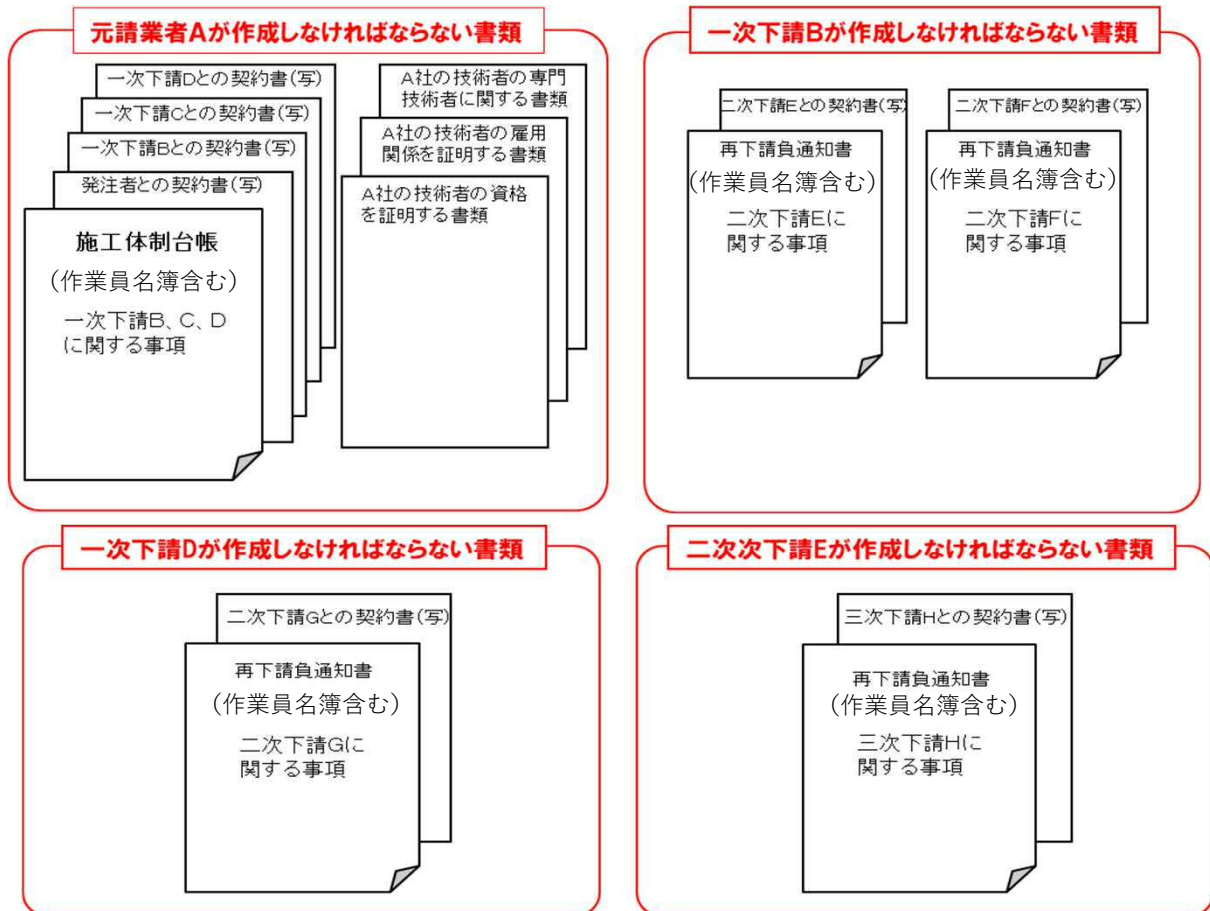 元請業者Aが作成しなければならない書類
一次下請Dとの契約書(写)
一次下請Cとの契約書(写)
一次下請Bとの契約書(写)
発注者との契約書(写)
施工体制台帳
(作業員名簿含む)
一次下請B、C、D
に関する事項
A社の技術者の専門
技術者に関する書類
A社の技術者の雇用
関係を証明する書類
A社の技術者の資格
を証明する書類
一次下請Bが作成しなければならない書類
二次下請Eとの契約書(写)
再下請負通知書
(作業員名簿含む)
二次下請Eに
関する事項
二次下請Fとの契約書(写)
再下請負通知書
(作業員名簿含む)
二次下請Fに
関する事項
一次下請Dが作成しなければならない書類
二次下請Gとの契約書(写)
再下請負通知書
(作業員名簿含む)
二次下請Gに
関する事項
二次次下請Eが作成しなければならない書類
三次下請Hとの契約書(写)
再下請負通知書
(作業員名簿含む)
三次下請Hに
関する事項